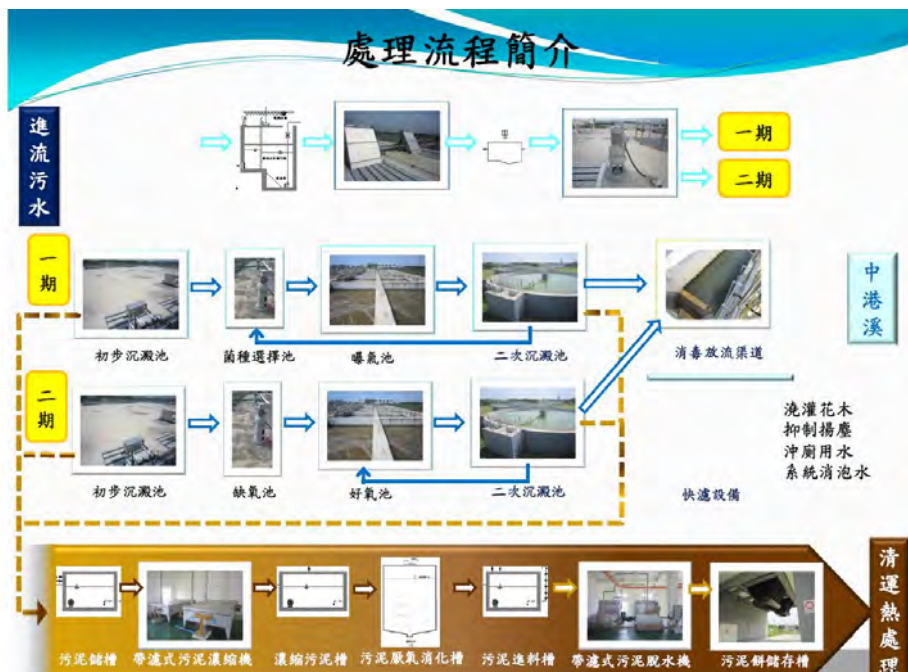 處理流程簡介
進流污水
一期
二期
一期
初步沉澱池
菌種選擇池
曝氣池
二次沉澱池
消毒放流渠道
中港溪
二期
初步沉澱池
缺氧池
好氧池
二次沉澱池
快濾設備
澆灌花木
抑制揚塵
沖廁用水
系統消泡水
污泥儲槽
帶濾式污泥濃縮機
濃縮污泥槽
污泥厭氧消化槽
污泥進料槽
帶濾式污泥脫水機
污泥餅儲存槽
清運熱處理